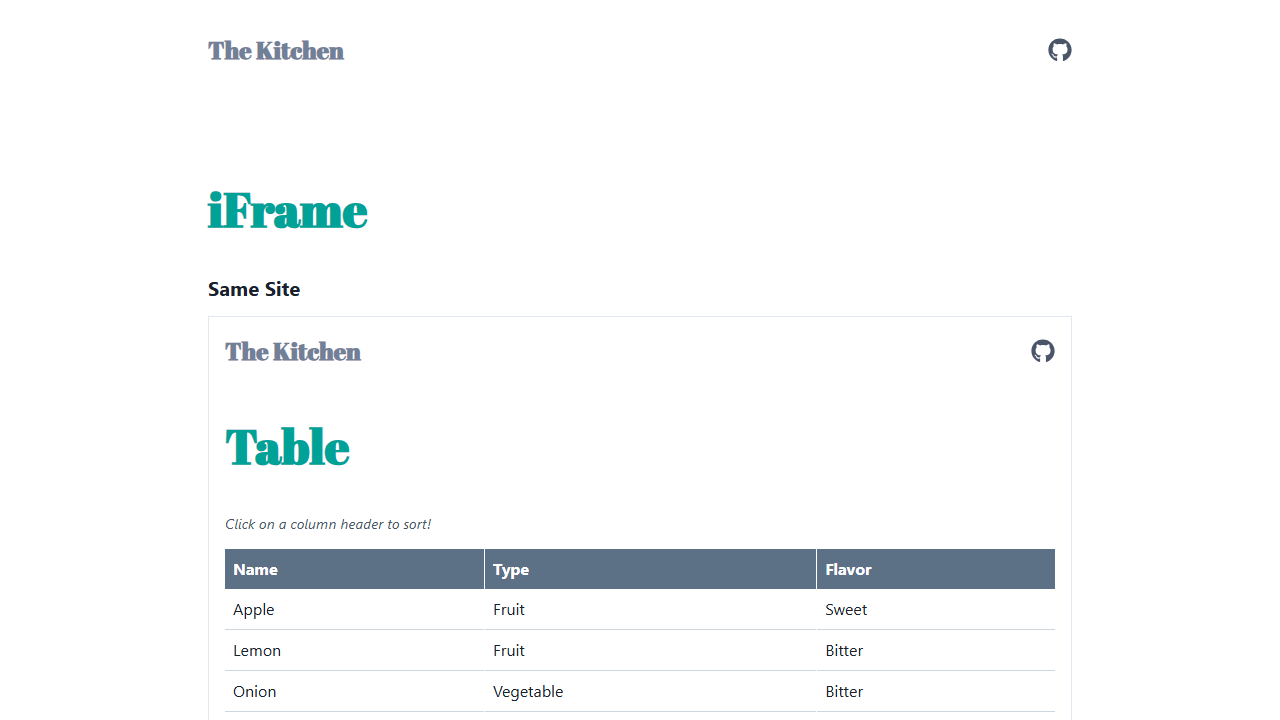 The Kitchen
iFrame
Same Site
The Kitchen
Table
Click on a column header to sort!
Name Type Flavor
Apple Fruit Sweet
Lemon Fruit Bitter
Onion Vegetable Bitter